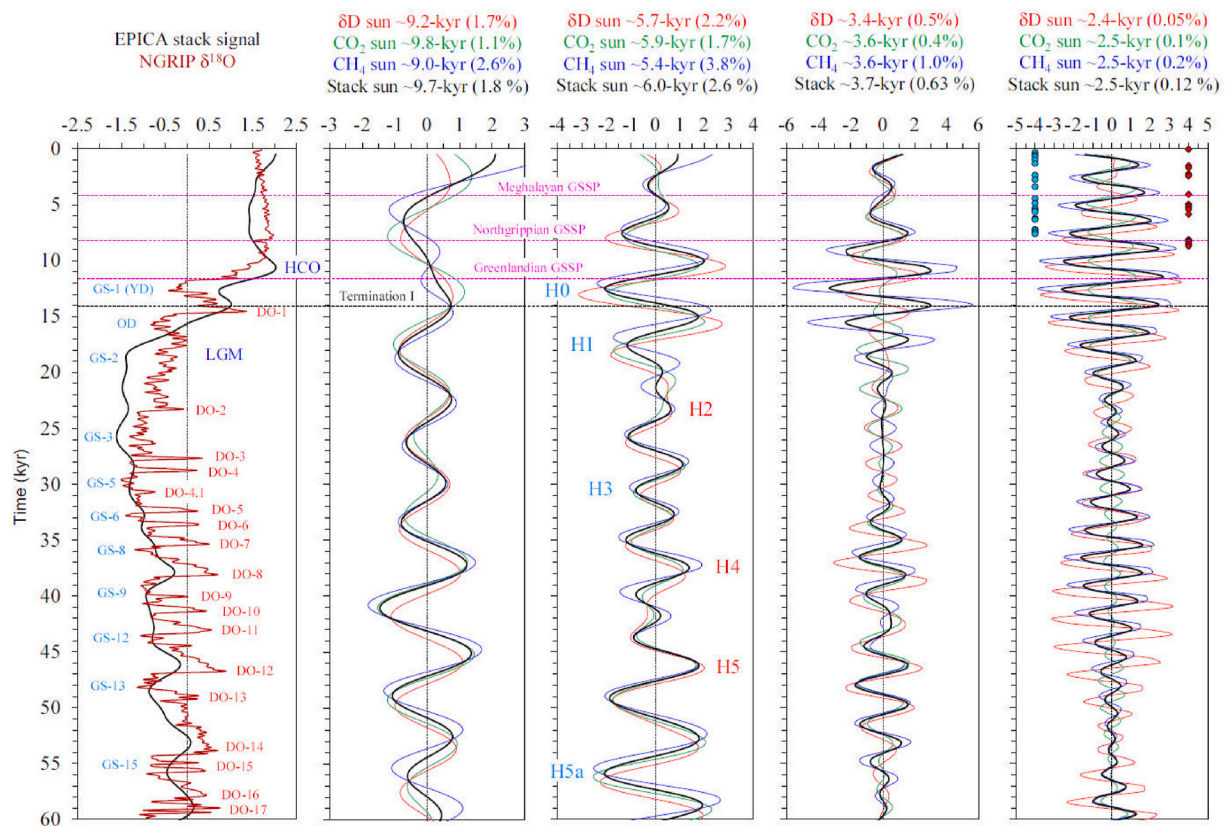 EPICA stack signal
NGRIP δ¹⁸O
δD sun ~9.2-kyr (1.7%)
CO₂ sun ~9.8-kyr (1.1%)
CH₄ sun ~9.0-kyr (2.6%)
Stack sun ~9.7-kyr (1.8 %)
δD sun ~5.7-kyr (2.2%)
CO₂ sun ~5.9-kyr (1.7%)
CH₄ sun ~5.4-kyr (3.8%)
Stack sun ~6.0-kyr (2.6 %)
δD ~3.4-kyr (0.5%)
CO₂ ~3.6-kyr (0.4%)
CH₄ ~3.6-kyr (1.0%)
Stack sun ~3.7-kyr (0.63 %)
δD sun ~2.4-kyr (0.05%)
CO₂ sun ~2.5-kyr (0.1%)
CH₄ sun ~2.5-kyr (0.2%)
Stack sun ~2.5-kyr (0.12 %)
-2.5 -1.5 -0.5 0.5 1.5 2.5
-3 -2 -1 0 1 2 3
-4 -3 -2 -1 0 1 2 3 4
-6 -4 -2 0 2 4 6
-5 -4 -3 -2 -1 0 1 2 3 4 5
Time (kyr)
0
5
10
15
20
25
30
35
40
45
50
55
60
HCO
GS-1 (YD)
DO-1
OD
GS-2
LGM
DO-2
GS-3
DO-3
DO-4
GS-5
DO-4.1
DO-5
GS-6
DO-6
DO-7
GS-8
DO-8
GS-9
DO-9
DO-10
DO-11
GS-12
DO-12
GS-13
DO-13
DO-14
GS-15
DO-15
DO-16
DO-17
Meghalayan GSSP
Northgrippian GSSP
Greenlandian GSSP
Termination I
H0
H1
H2
H3
H4
H5
H5a